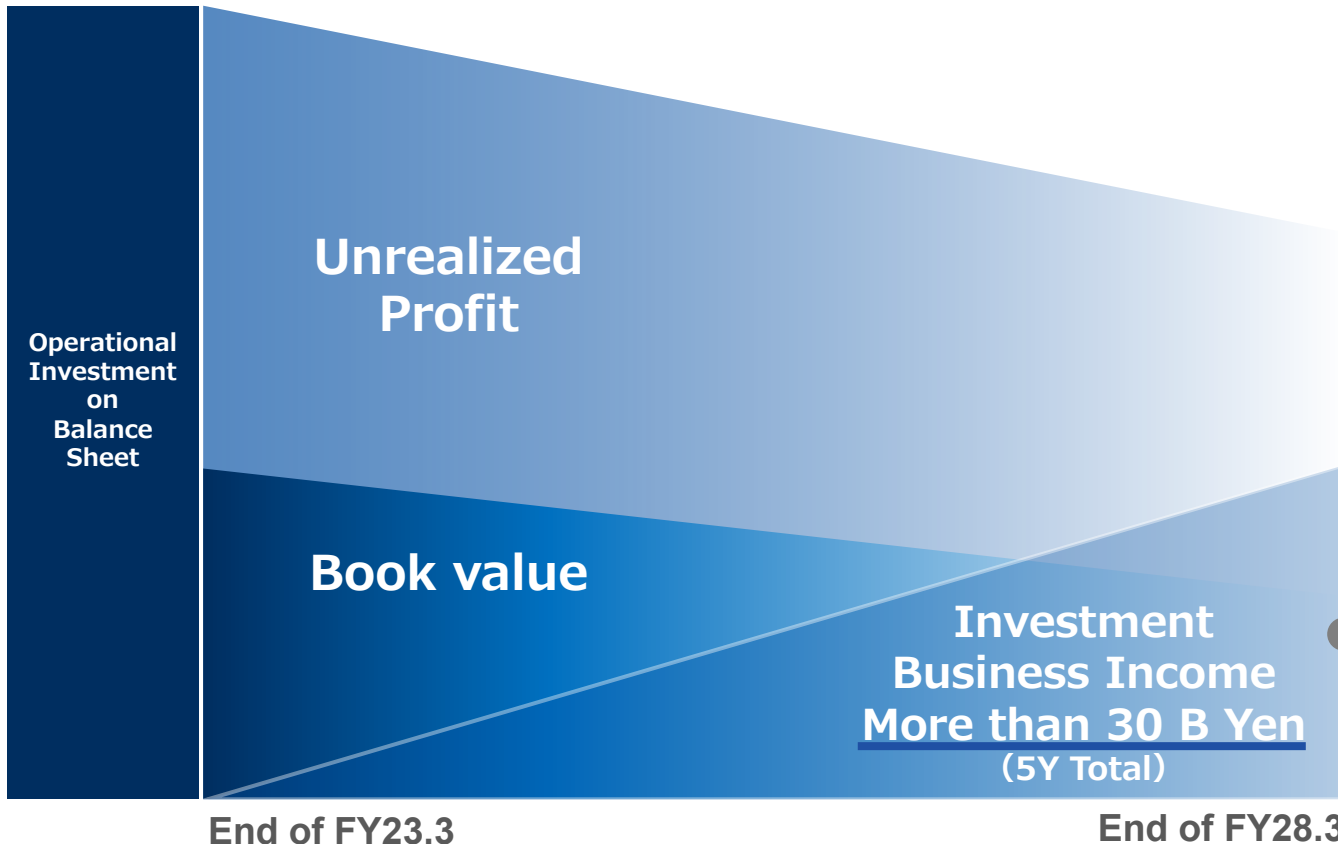 Operational
Investment
on
Balance
Sheet
Unrealized
Profit
Book value
Investment
Business Income
More than 30 B Yen
(5Y Total)
End of FY23.3
End of FY28.3